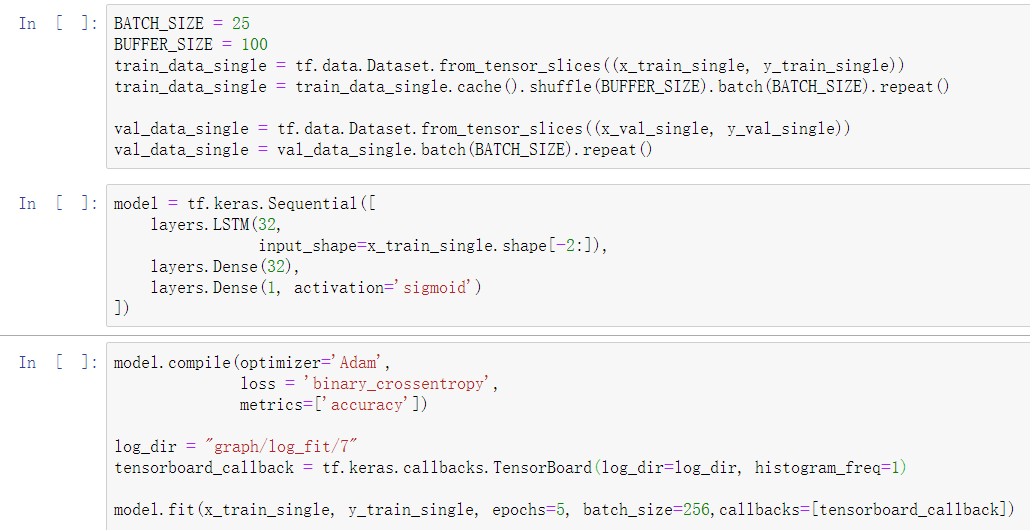 In [ ]: BATCH_SIZE = 25
BUFFER_SIZE = 100
train_data_single = tf.data.Dataset.from_tensor_slices((x_train_single, y_train_single))
train_data_single = train_data_single.cache().shuffle(BUFFER_SIZE).batch(BATCH_SIZE).repeat()

val_data_single = tf.data.Dataset.from_tensor_slices((x_val_single, y_val_single))
val_data_single = val_data_single.batch(BATCH_SIZE).repeat()

In [ ]: model = tf.keras.Sequential([
    layers.LSTM(32,
                input_shape=x_train_single.shape[-2:]),
    layers.Dense(32),
    layers.Dense(1, activation='sigmoid')
])

In [ ]: model.compile(optimizer='Adam',
              loss = 'binary_crossentropy',
              metrics=['accuracy'])

log_dir = "graph/log_fit/7"
tensorboard_callback = tf.keras.callbacks.TensorBoard(log_dir=log_dir, histogram_freq=1)

model.fit(x_train_single, y_train_single, epochs=5, batch_size=256,callbacks=[tensorboard_callback])